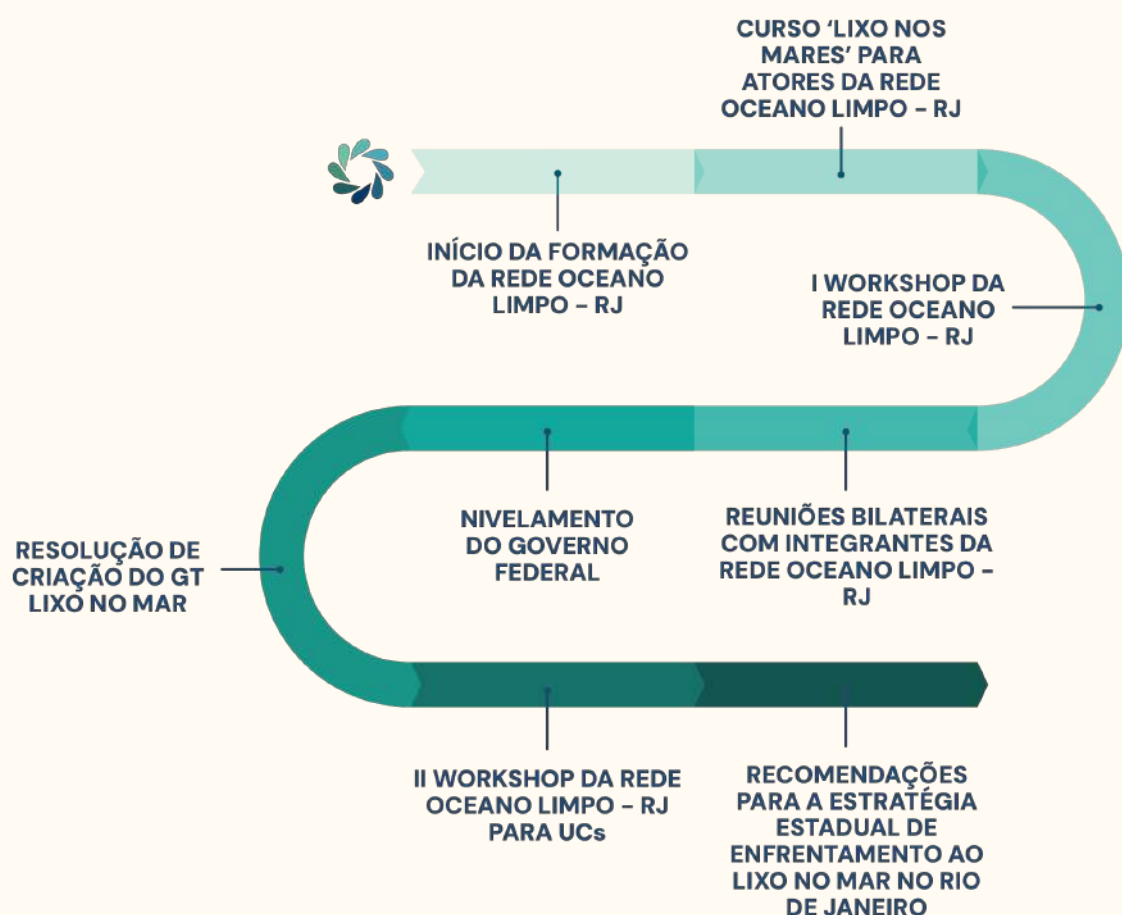 INÍCIO DA FORMAÇÃO
DA REDE OCEANO
LIMPO – RJ
CURSO ‘LIXO NOS
MARES’ PARA
ATORES DA REDE
OCEANO LIMPO – RJ
I WORKSHOP DA
REDE OCEANO
LIMPO – RJ
REUNIÕES BILATERAIS
COM INTEGRANTES DA
REDE OCEANO LIMPO –
RJ
NIVELAMENTO
DO GOVERNO
FEDERAL
RESOLUÇÃO DE
CRIAÇÃO DO GT
LIXO NO MAR
II WORKSHOP DA REDE
OCEANO LIMPO – RJ
PARA UCs
RECOMENDAÇÕES
PARA A ESTRATÉGIA
ESTADUAL DE
ENFRENTAMENTO AO
LIXO NO MAR NO RIO
DE JANEIRO